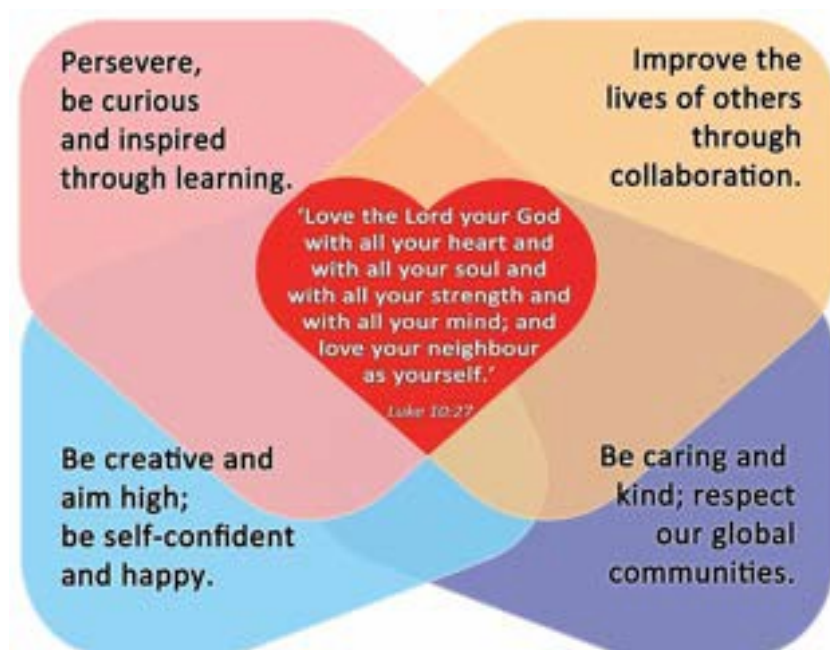 Persevere,
be curious
and inspired
through learning.
Improve the
lives of others
through
collaboration.
'Love the Lord your God
with all your heart and
with all your soul and
with all your strength and
with all your mind; and
love your neighbour
as yourself.'
Luke 10:27
Be creative and
aim high;
be self-confident
and happy.
Be caring and
kind; respect
our global
communities.